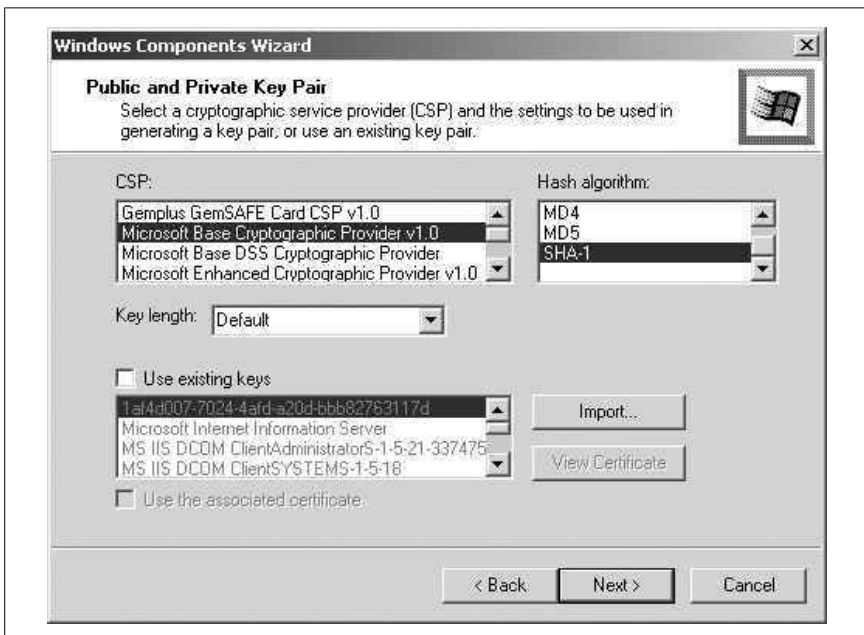 Windows Components Wizard
Public and Private Key Pair
Select a cryptographic service provider (CSP) and the settings to be used in
generating a key pair, or use an existing key pair.
CSP:
Gemplus GemSAFE Card CSP v1.0
Microsoft Base Cryptographic Provider v1.0
Microsoft Base DSS Cryptographic Provider
Microsoft Enhanced Cryptographic Provider v1.0
Hash algorithm:
MD4
MD5
SHA-1
Key length:
Default
Use existing keys
1af4d007-7024-4afd-a20d-bbb82763117d
Microsoft Internet Information Server
MS IIS DCOM ClientAdministratorS-1-5-21-337475
MS IIS DCOM ClientSYSTEMS-1-5-18
Import...
View Certificate
Use the associated certificate
< Back
Next >
Cancel